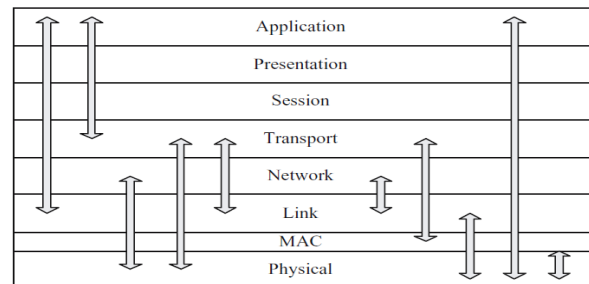 Application
Presentation
Session
Transport
Network
Link
MAC
Physical